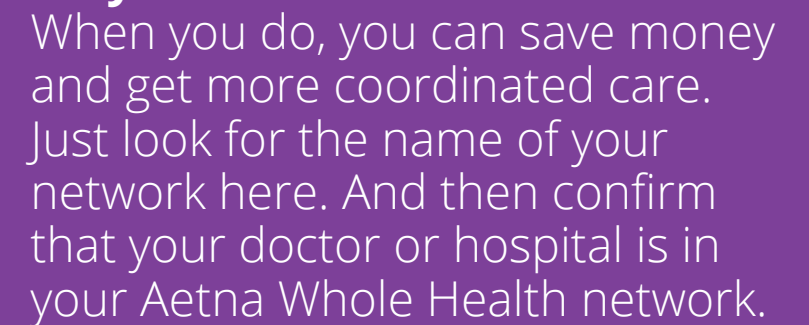 When you do, you can save money
and get more coordinated care.
Just look for the name of your
network here. And then confirm
that your doctor or hospital is in
your Aetna Whole Health network.